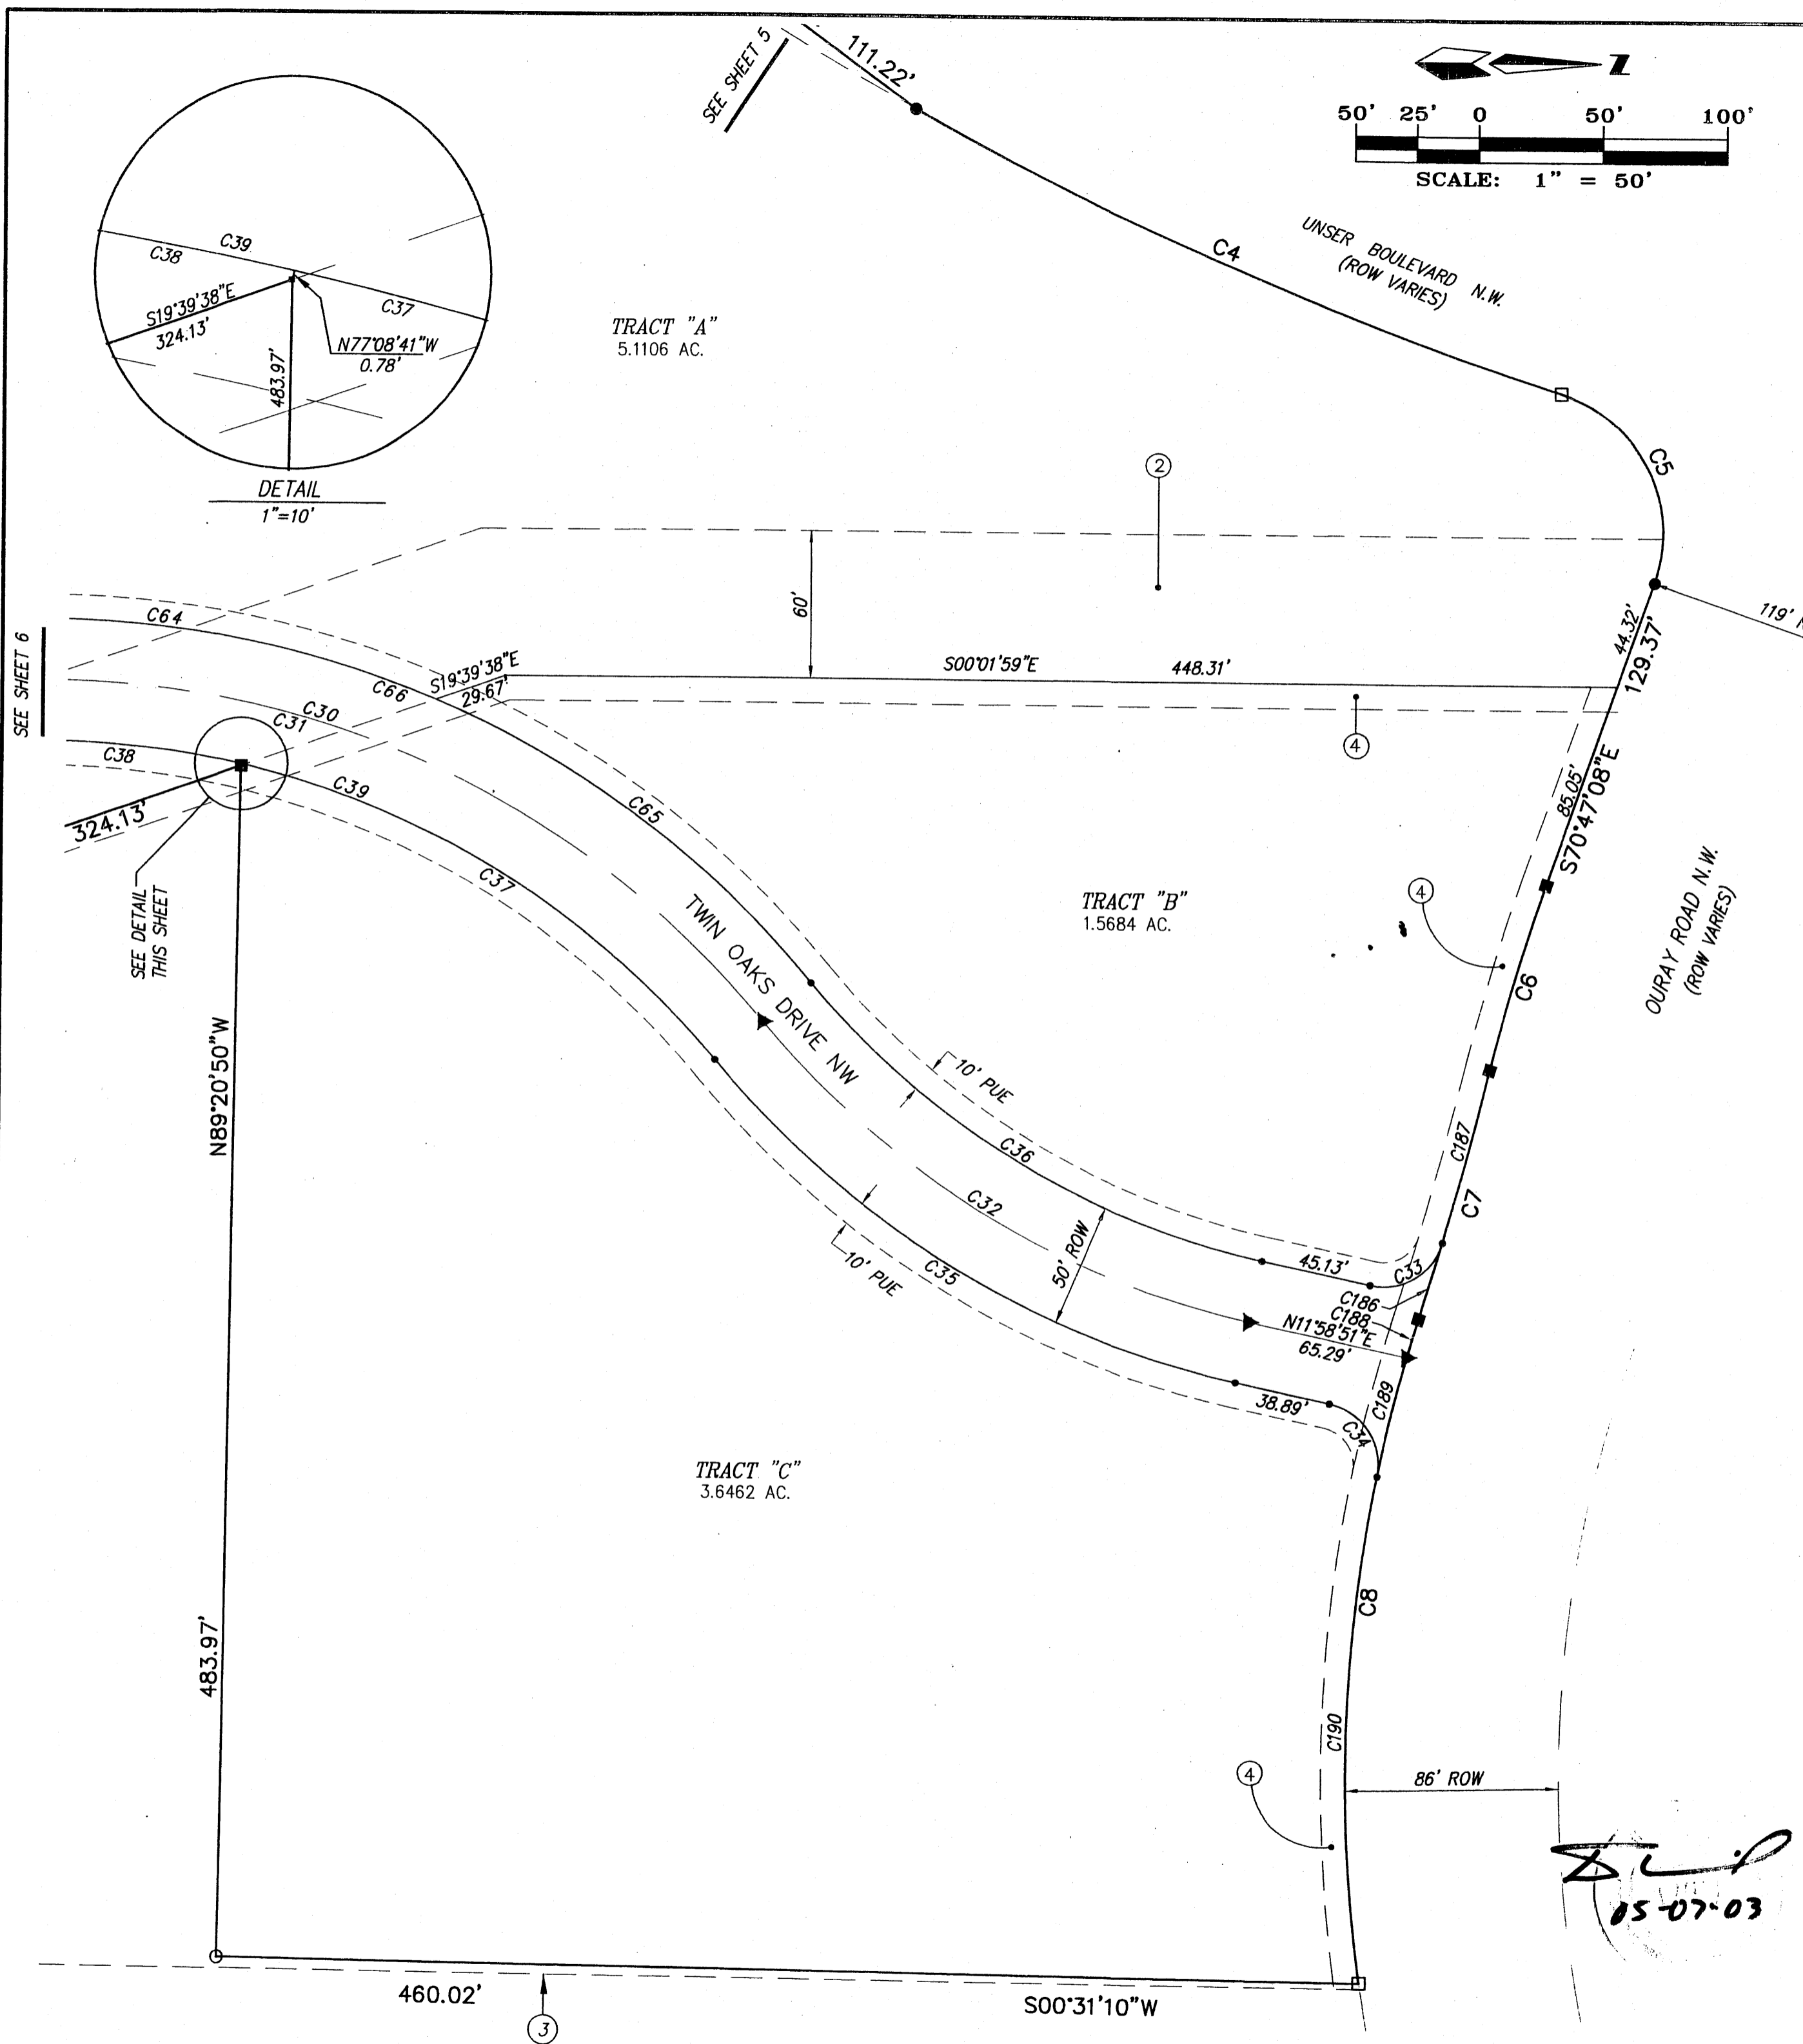 SEE SHEET 5
111.22'
Z
50' 25' 0 50' 100'
SCALE: 1" = 50'
UNSER BOULEVARD N.W.
(ROW VARIES)
C4
C5
C39
C38
C37
S19°39'38"E
324.13'
483.97'
N77°08'41"W
0.78'
DETAIL
1"=10'
TRACT "A"
5.1106 AC.
2
60'
119'
44.32'
129.37'
S00°01'59"E 448.31'
SEE SHEET 6
C64
C66
S19°39'38"E
29.67'
C30
C31
C38
C39
324.13'
4
85.05'
S70°47'08"E
C65
C37
SEE DETAIL
THIS SHEET
TWIN OAKS DRIVE NW
TRACT "B"
1.5684 AC.
4
C6
OURAY ROAD N.W.
(ROW VARIES)
N89°20'50"W
10' PUE
C36
C187
C7
C32
50' ROW
45.13'
C33
10' PUE
C35
C186
C188
N11°58'51"E
65.29'
38.89'
C189
C34
TRACT "C"
3.6462 AC.
C8
483.97'
C190
4
86' ROW
05-07-03
460.02'
S00°31'10"W
3